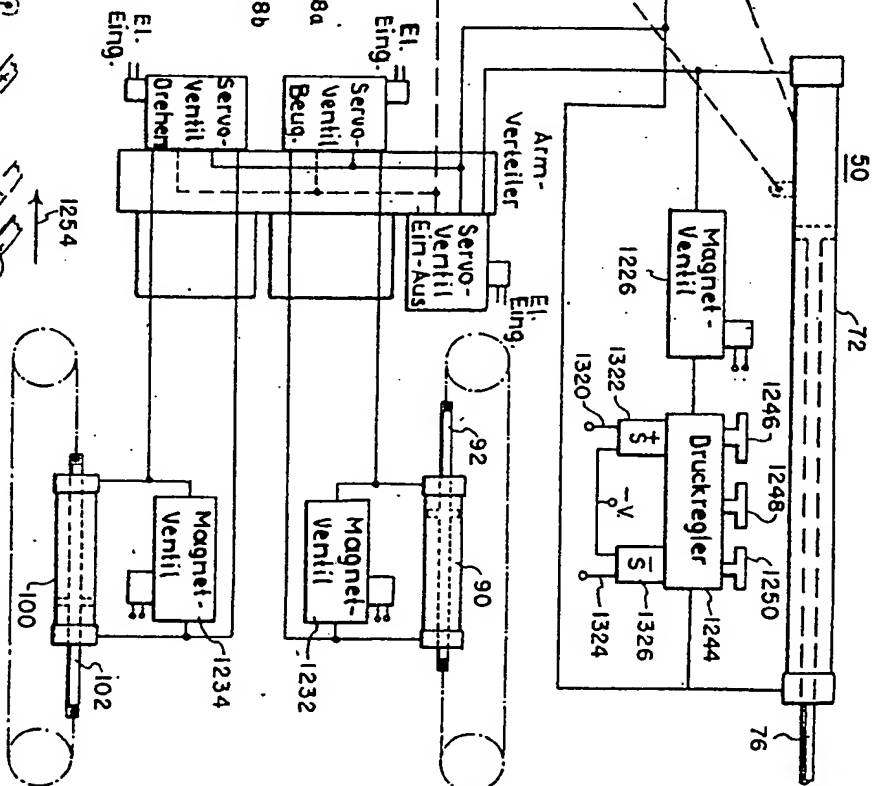 50
72
76
Magnet-
Ventil
1226
1246
1248
1250
Druckregler
1244
1322
+
S
1320
-V
-
S
1326
1324
Arm-
Verteiler
El.
Eing.
Servo-
Ventil
Ein-Aus
El.
Eing.
Servo-
Ventil
Beug.
8a
8b
El.
Eing.
Servo-
Ventil
Drehen
92
90
Magnet-
Ventil
1232
Magnet-
Ventil
1234
100
102
1254